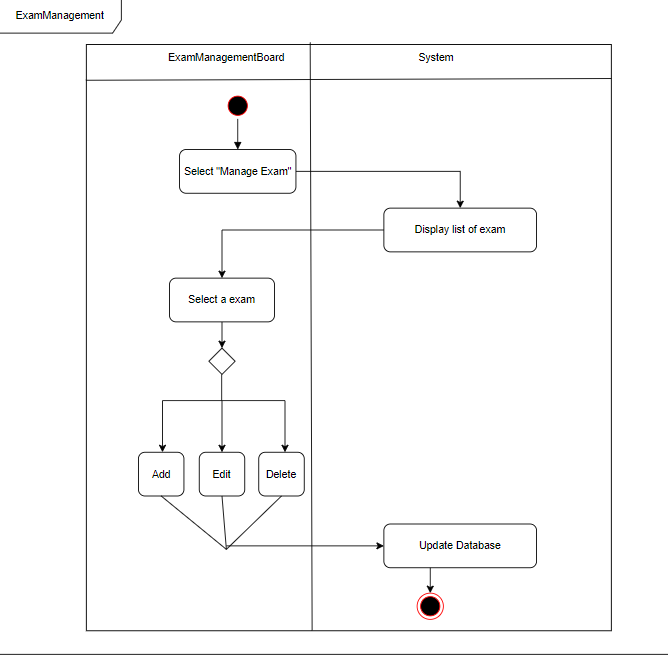 ExamManagement
ExamManagementBoard
System
Select "Manage Exam"
Display list of exam
Select a exam
Add
Edit
Delete
Update Database